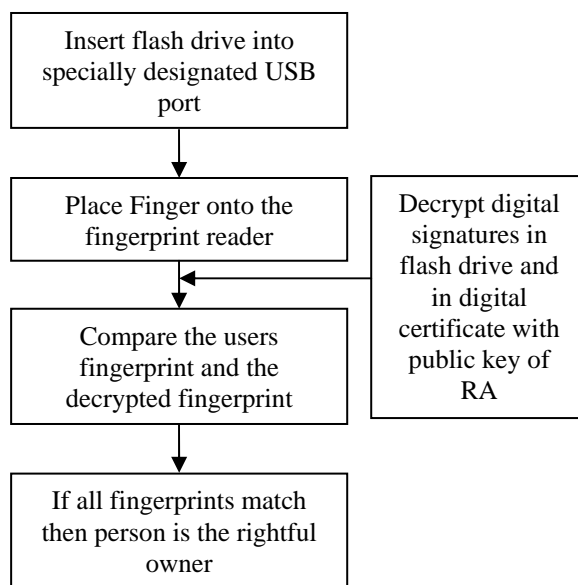 Insert flash drive into
specially designated USB
port
Place Finger onto the
fingerprint reader
Decrypt digital
signatures in
flash drive and
in digital
certificate with
public key of
RA
Compare the users
fingerprint and the
decrypted fingerprint
If all fingerprints match
then person is the rightful
owner